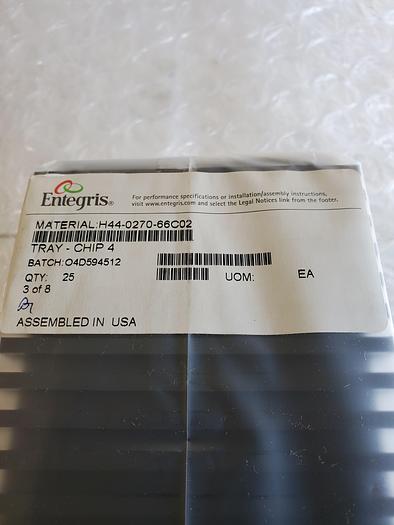 Entegris®
For performance specifications or installation/assembly instructions,
visit www.entegris.com and select the Legal Notices link from the footer.
MATERIAL:H44-0270-66C02
TRAY - CHIP 4
BATCH:O4D594512
QTY: 25
UOM: EA
3 of 8
ASSEMBLED IN USA